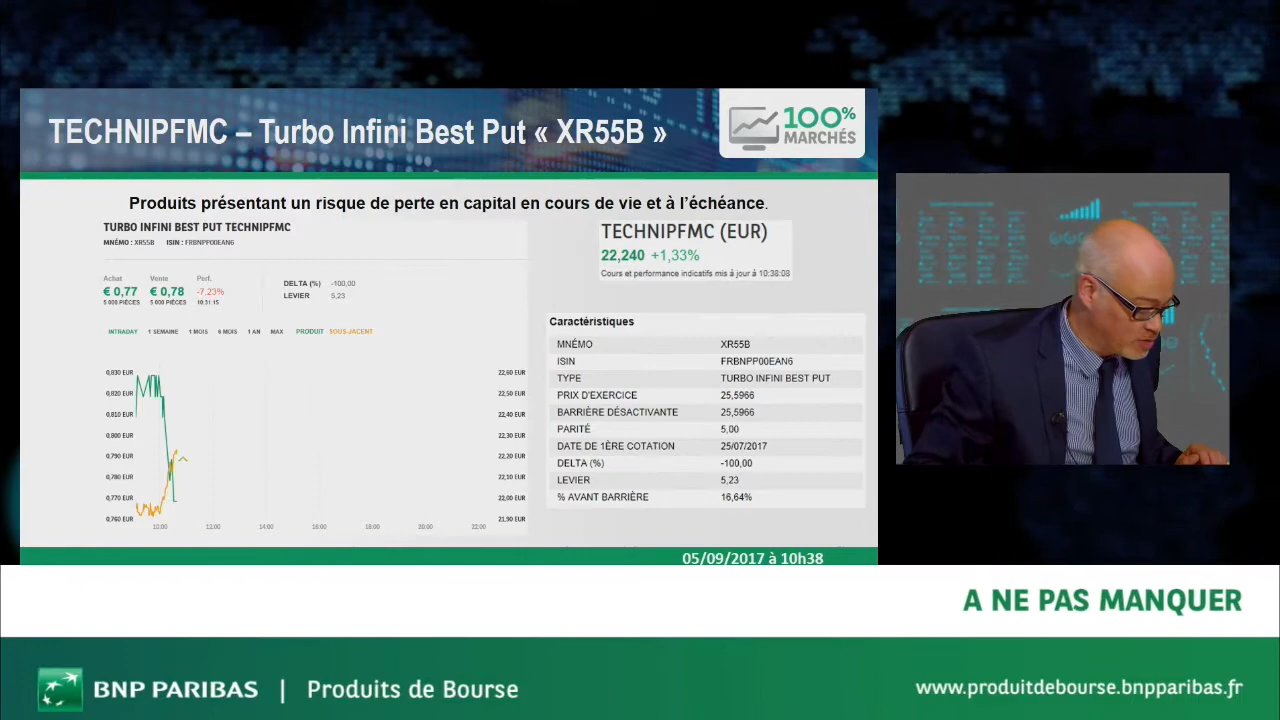 TECHNIPFMC – Turbo Infini Best Put « XR55B »
100% MARCHÉS
Produits présentant un risque de perte en capital en cours de vie et à l'échéance.
TURBO INFINI BEST PUT TECHNIPFMC
MNÉMO : XR55B ISIN : FRBNPP00EAN6
Achat Vente Perf.
€ 0,77 € 0,78 -7,23%
5 000 PIÈCES 5 000 PIÈCES 10:31:15
DELTA (%) -100,00
LEVIER 5,23
INTRADAY 1 SEMAINE 1 MOIS 6 MOIS 1 AN MAX PRODUIT SOUS-JACENT
0,830 EUR 22,60 EUR
0,820 EUR 22,50 EUR
0,810 EUR 22,40 EUR
0,800 EUR 22,30 EUR
0,790 EUR 22,20 EUR
0,780 EUR 22,10 EUR
0,770 EUR 22,00 EUR
0,760 EUR 21,90 EUR
10:00 12:00 14:00 16:00 18:00 20:00 22:00
TECHNIPFMC (EUR)
22,240 +1,33%
Cours et performance indicatifs mis à jour à 10:38:08
Caractéristiques
MNÉMO XR55B
ISIN FRBNPP00EAN6
TYPE TURBO INFINI BEST PUT
PRIX D'EXERCICE 25,5966
BARRIÈRE DÉSACTIVANTE 25,5966
PARITÉ 5,00
DATE DE 1ÈRE COTATION 25/07/2017
DELTA (%) -100,00
LEVIER 5,23
% AVANT BARRIÈRE 16,64%
05/09/2017 à 10h38
A NE PAS MANQUER
BNP PARIBAS | Produits de Bourse
www.produitdebourse.bnpparibas.fr